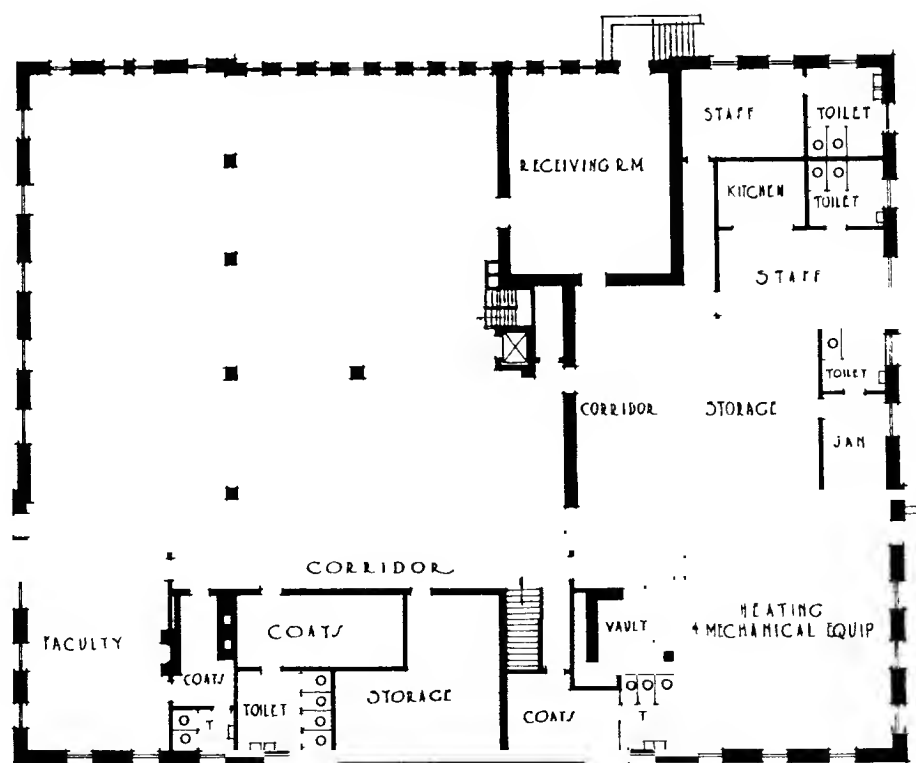 STAFF
TOILET
RECEIVING RM
KITCHEN
TOILET
STAFF
TOILET
CORRIDOR
STORAGE
JAN
CORRIDOR
FACULTY
COATS
VAULT
HEATING
& MECHANICAL EQUIP
COATS
STORAGE
TOILET
T
COATS
T